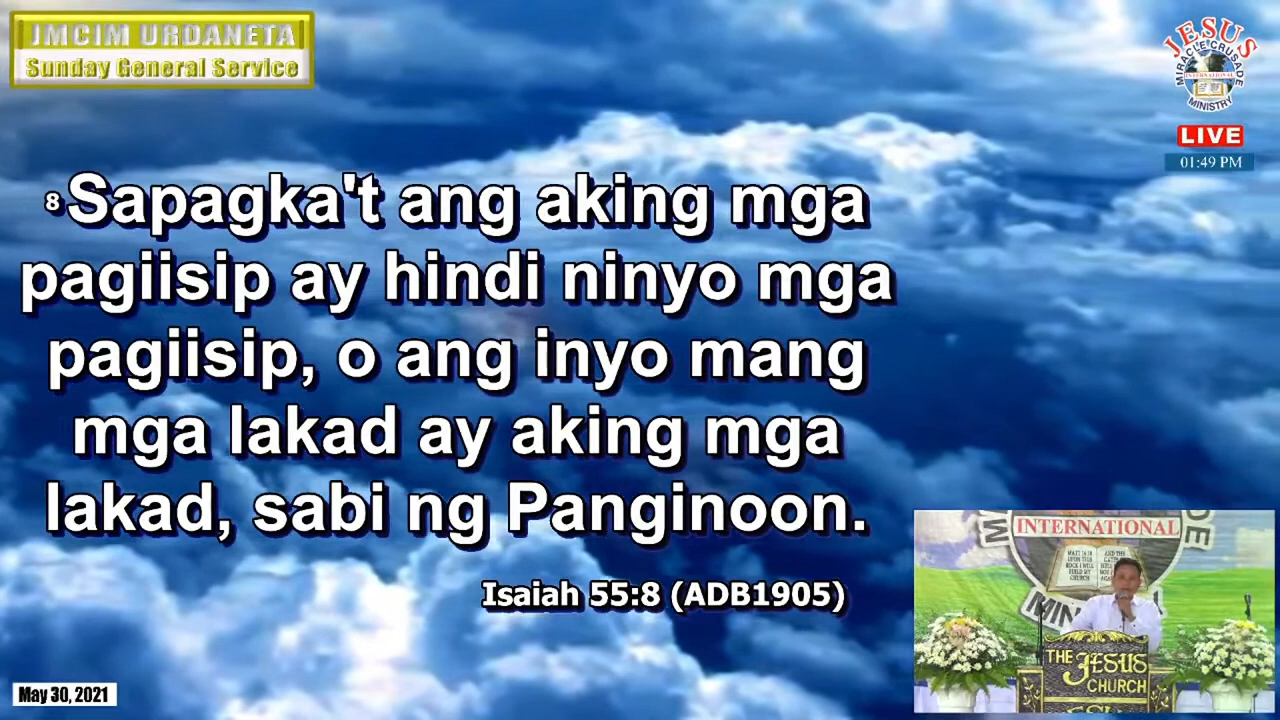 JMCIM URDANETA
Sunday General Service
JESUS
MIRACLE CRUSADE
INTERNATIONAL
MINISTRY
LIVE
01:49 PM
8 Sapagka't ang aking mga
pagiisip ay hindi ninyo mga
pagiisip, o ang inyo mang
mga lakad ay aking mga
lakad, sabi ng Panginoon.
Isaiah 55:8 (ADB1905)
INTERNATIONAL
THE JESUS
CHURCH
May 30, 2021